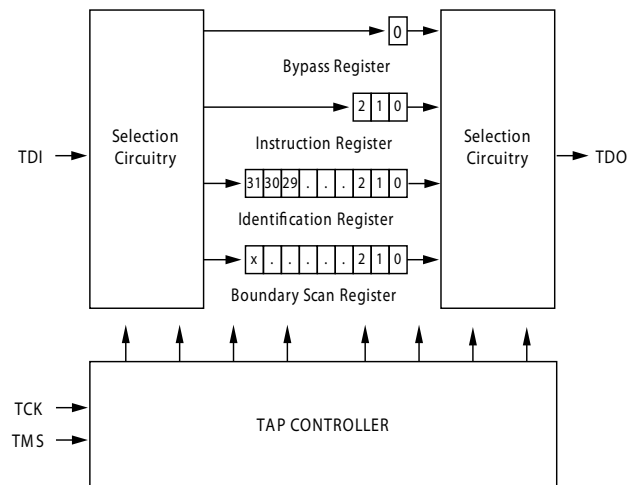 0
Bypass Register
2 1 0
Selection
Circuitry
Selection
Circuitry
TDI
TDO
Instruction Register
31 30 29 . . . 2 1 0
Identification Register
x . . . . . 2 1 0
Boundary Scan Register
TCK
TMS
TAP CONTROLLER